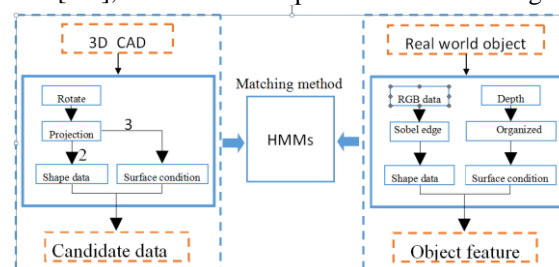 3D CAD
Rotate
Projection
3
2
Shape data
Surface condition
Candidate data
Matching method
HMMs
Real world object
RGB data
Depth
Sobel edge
Organized
Shape data
Surface condition
Object feature